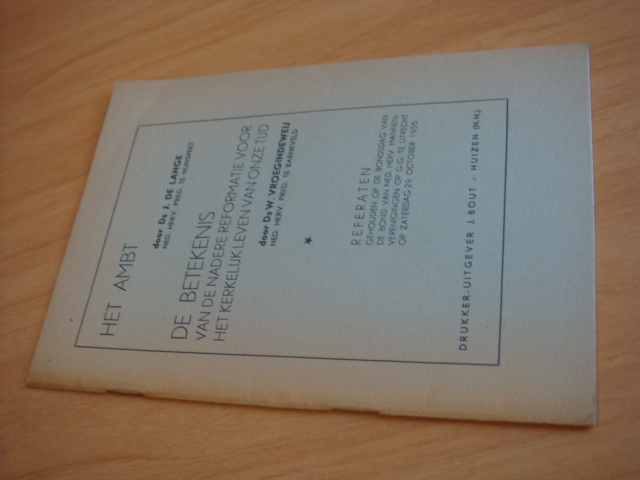 HET AMBT
door Ds J. DE LANGE
NED. HERV. PRED. TE NUNSPEET
DE BETEKENIS
VAN DE NADERE REFORMATIE VOOR
HET KERKELIJK LEVEN VAN ONZE TIJD
door Ds W. VROEGINDEWEIJ
NED. HERV. PRED. TE BARNEVELD
REFERATEN
GEHOUDEN OP DE BONDSDAG VAN
DE BOND VAN NED. HERV. MANNEN-
VERENIGINGEN OP G.G. TE UTRECHT
OP ZATERDAG 29 OCTOBER 1955
DRUKKER-UITGEVER J. BOUT - HUIZEN (N.H.)